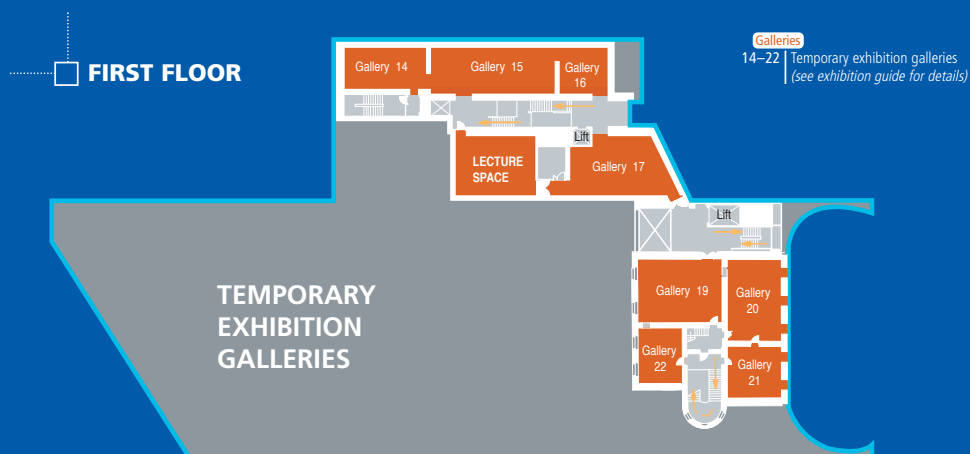 FIRST FLOOR
Galleries
14–22 Temporary exhibition galleries
(see exhibition guide for details)
Gallery 14
Gallery 15
Gallery
16
Lift
LECTURE
SPACE
Gallery 17
Lift
TEMPORARY
EXHIBITION
GALLERIES
Gallery 19
Gallery
20
Gallery
22
Gallery
21